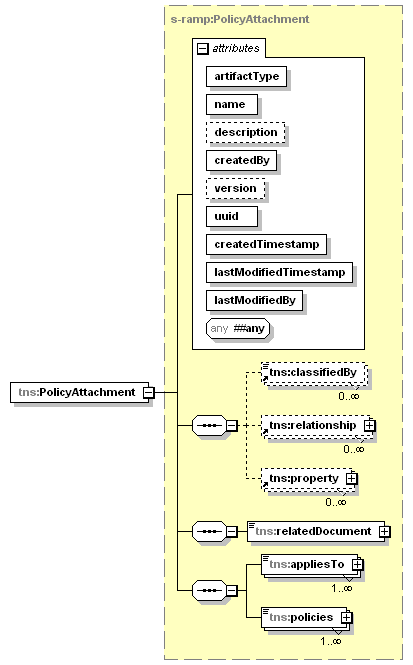 s-ramp:PolicyAttachment
attributes
artifactType
name
description
createdBy
version
uuid
createdTimestamp
lastModifiedTimestamp
lastModifiedBy
any ##any
tns:PolicyAttachment
tns:classifiedBy
0..∞
tns:relationship
0..∞
tns:property
0..∞
tns:relatedDocument
tns:appliesTo
1..∞
tns:policies
1..∞